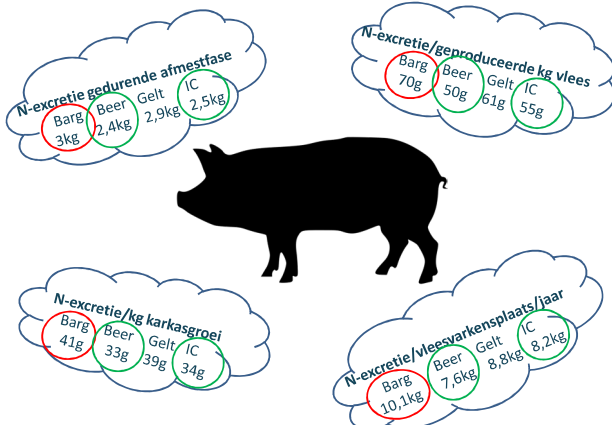 N-excretie gedurende afmestfase
Barg Beer Gelt IC
3kg 2,4kg 2,9kg 2,5kg
N-excretie/geproduceerde kg vlees
Barg Beer Gelt IC
70g 50g 61g 55g
N-excretie/kg karkasgroei
Barg Beer Gelt IC
41g 33g 39g 34g
N-excretie/vleesvarkensplaats/jaar
Barg Beer Gelt IC
10,1kg 7,6kg 8,8kg 8,2kg